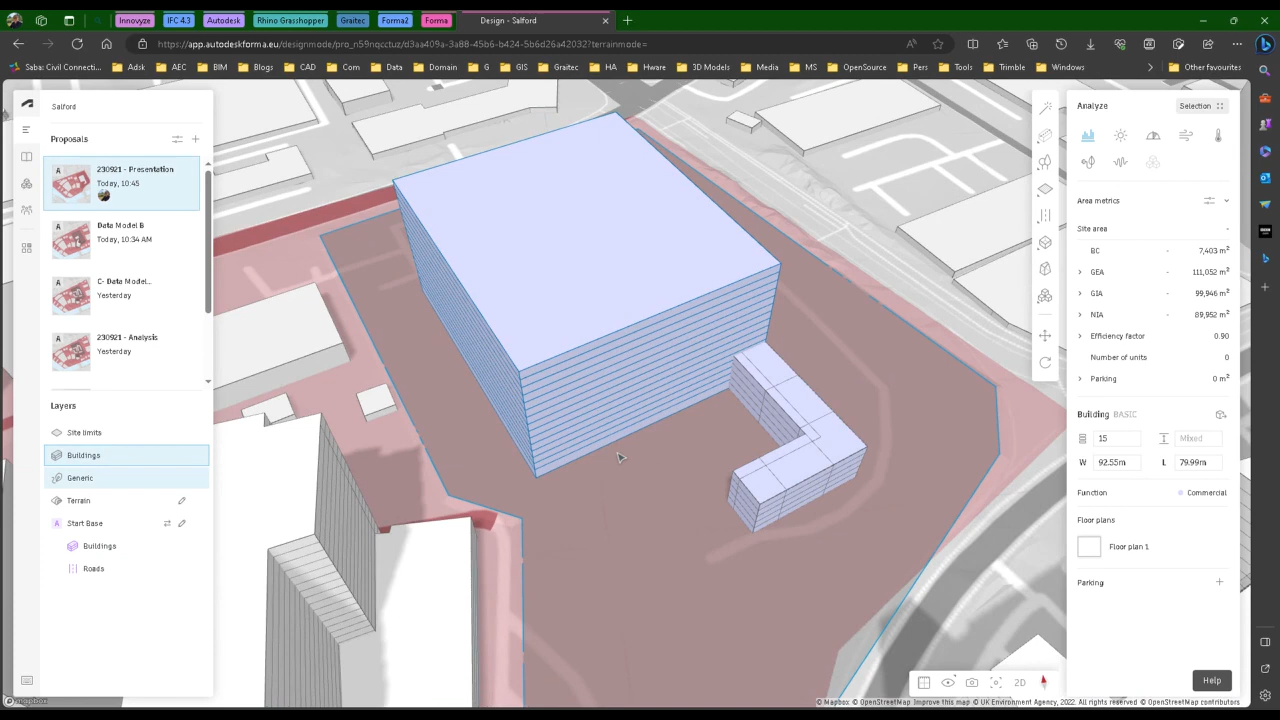 Innovyze
IFC 4.3
Autodesk
Rhino Grasshopper
Graitec
Forma2
Forma
Design - Salford
https://app.autodeskforma.eu/designmode/pro_n59nqcctuz/d3aa409a-3a88-45b6-b424-5b6d26a42032?terrainmode=
Saba: Civil Connecti...
Adsk
AEC
BIM
Blogs
CAD
Com
Data
Domain
G
GIS
Graitec
HA
Hware
3D Models
Media
MS
OpenSource
Pers
Tools
Trimble
Windows
Other favourites
Salford
Proposals
A
230921 - Presentation
Today, 10:45
A
Data Model B
Today, 10:34 AM
A
C- Data Model...
Yesterday
A
230921 - Analysis
Yesterday
Layers
Site limits
Buildings
Generic
Terrain
A Start Base
Buildings
Roads
Analyze
Selection
Area metrics
Site area -
BC - 7,403 m²
GEA - 111,052 m²
GIA - 99,946 m²
NIA - 89,952 m²
Efficiency factor 0.90
Number of units 0
Parking 0 m²
Building BASIC
15
Mixed
W 92.55m
L 79.99m
Function Commercial
Floor plans
Floor plan 1
Parking
Help
2D
mapbox
© Mapbox: © OpenStreetMap Improve this map © UK Environment Agency, 2022. All rights reserved © OpenStreetMap contributors